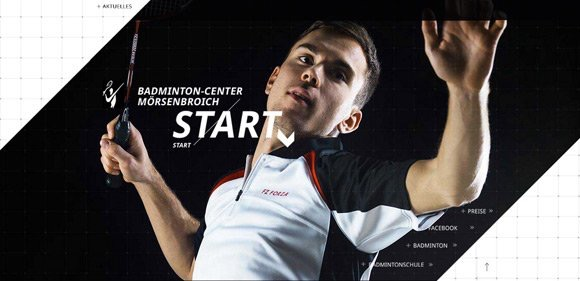 + AKTUELLES
BADMINTON-CENTER
MÖRSENBROICH
START
START
FZ FORZA
+ PREISE »
FACEBOOK »
+ BADMINTON »
+ BADMINTONSCHULE »